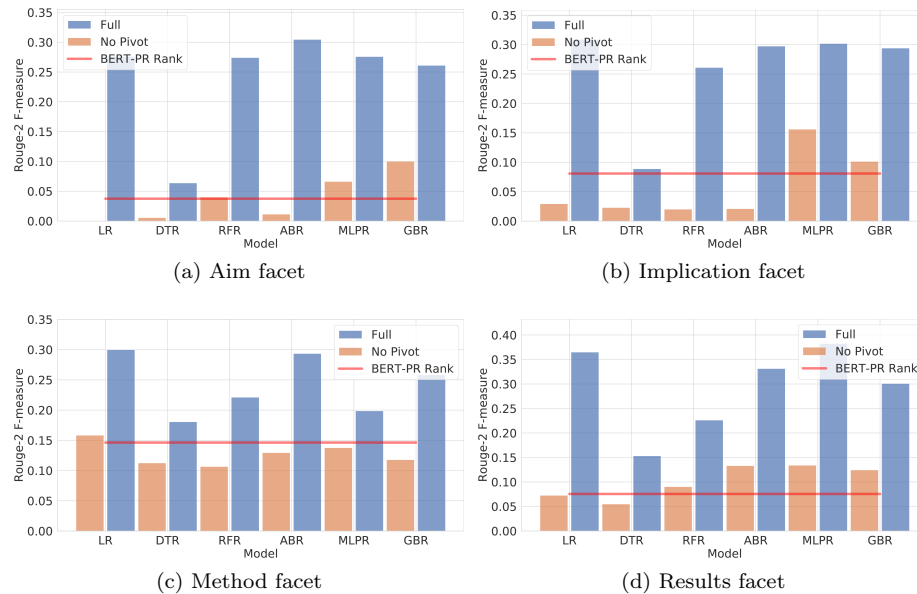 0.35
0.30
0.25
0.20
0.15
0.10
0.05
0.00
Rouge-2 F-measure
Full
No Pivot
BERT-PR Rank
LR DTR RFR ABR MLPR GBR
Model
(a) Aim facet
0.35
0.30
0.25
0.20
0.15
0.10
0.05
0.00
Rouge-2 F-measure
Full
No Pivot
BERT-PR Rank
LR DTR RFR ABR MLPR GBR
Model
(b) Implication facet
0.35
0.30
0.25
0.20
0.15
0.10
0.05
0.00
Rouge-2 F-measure
Full
No Pivot
BERT-PR Rank
LR DTR RFR ABR MLPR GBR
Model
(c) Method facet
0.40
0.35
0.30
0.25
0.20
0.15
0.10
0.05
0.00
Rouge-2 F-measure
Full
No Pivot
BERT-PR Rank
LR DTR RFR ABR MLPR GBR
Model
(d) Results facet